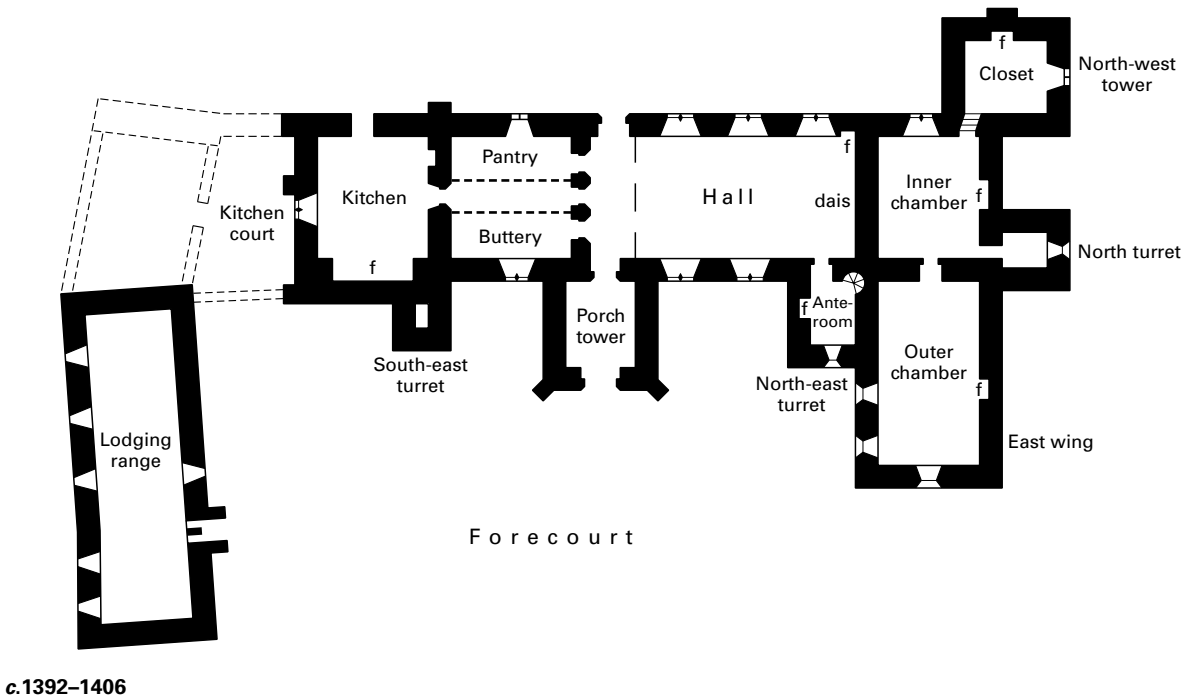 f
Closet
North-west
tower
Pantry
f
Kitchen
Hall
dais
Inner
chamber
f
Kitchen
court
Buttery
North turret
f
f
Ante-
room
Porch
tower
Outer
chamber
South-east
turret
North-east
turret
f
Lodging
range
East wing
Forecourt
c.1392–1406